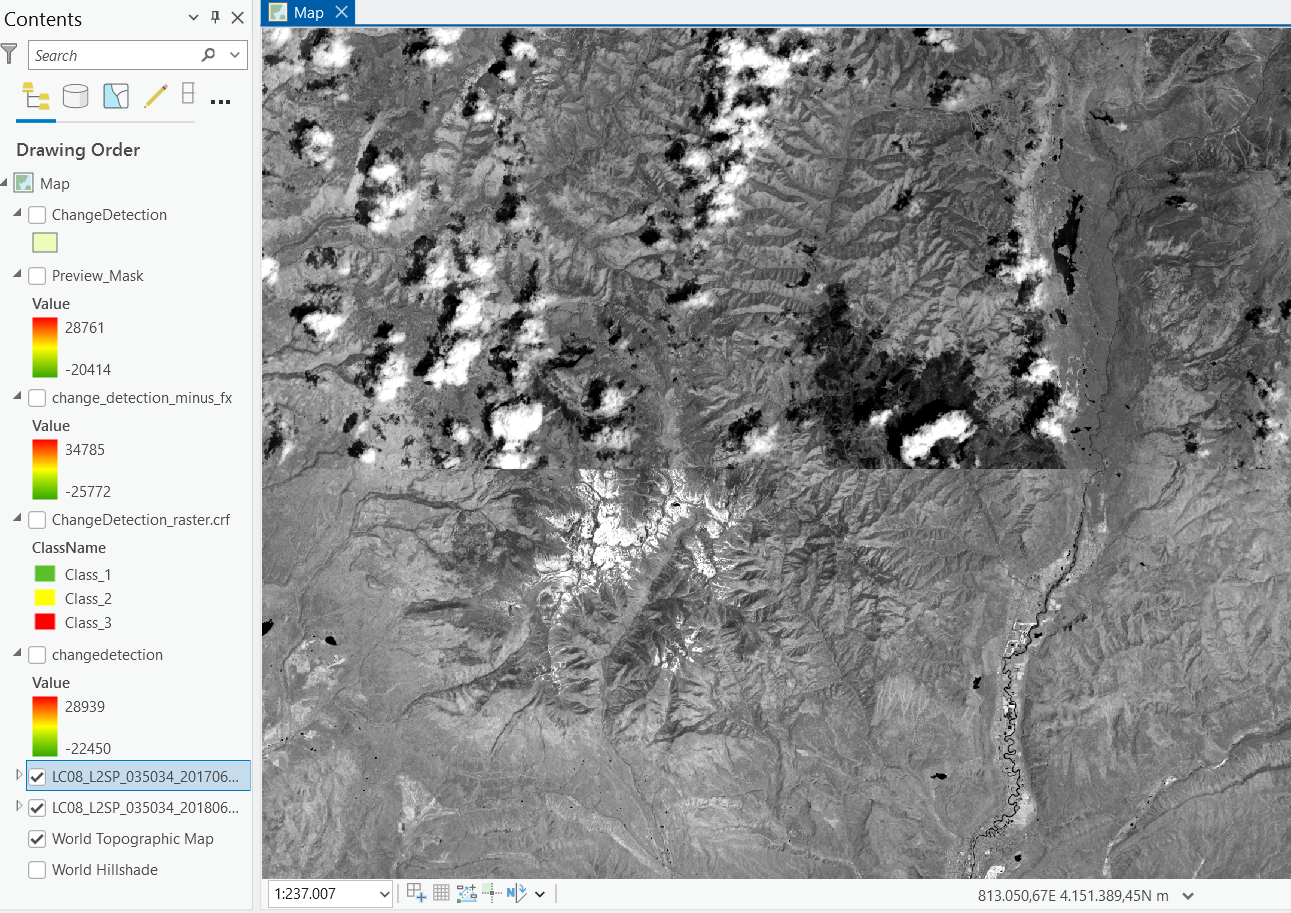 Contents
Map
Search
Drawing Order
Map
ChangeDetection
Preview_Mask
Value
28761
-20414
change_detection_minus_fx
Value
34785
-25772
ChangeDetection_raster.crf
ClassName
Class_1
Class_2
Class_3
changedetection
Value
28939
-22450
LC08_L2SP_035034_201706...
LC08_L2SP_035034_201806...
World Topographic Map
World Hillshade
1:237.007
N
813.050,67E 4.151.389,45N m